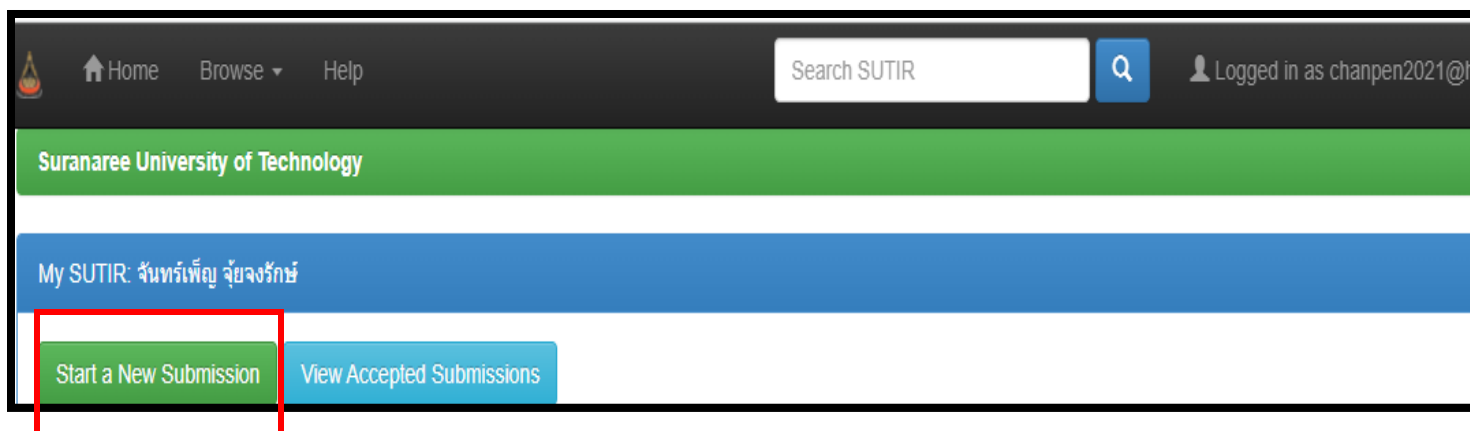 Home Browse Help Search SUTIR Logged in as chanpen2021@h
Suranaree University of Technology
My SUTIR: จันทร์เพ็ญ จุ้ยจงรักษ์
Start a New Submission View Accepted Submissions